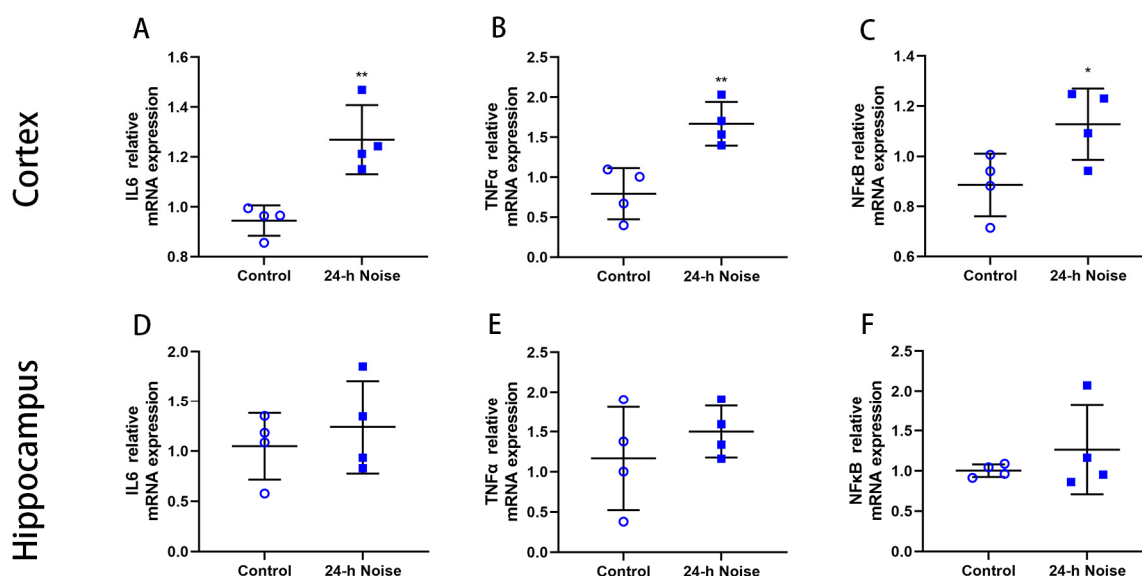 Cortex
A
IL6 relative
mRNA expression
1.6
1.4
1.2
1.0
0.8
**
Control
24-h Noise
B
TNFα relative
mRNA expression
2.5
2.0
1.5
1.0
0.5
0.0
**
Control
24-h Noise
C
NFκB relative
mRNA expression
1.4
1.2
1.0
0.8
0.6
*
Control
24-h Noise
Hippocampus
D
IL6 relative
mRNA expression
2.0
1.5
1.0
0.5
0.0
Control
24-h Noise
E
TNFα relative
mRNA expression
2.5
2.0
1.5
1.0
0.5
0.0
Control
24-h Noise
F
NFκB relative
mRNA expression
2.5
2.0
1.5
1.0
0.5
0.0
Control
24-h Noise